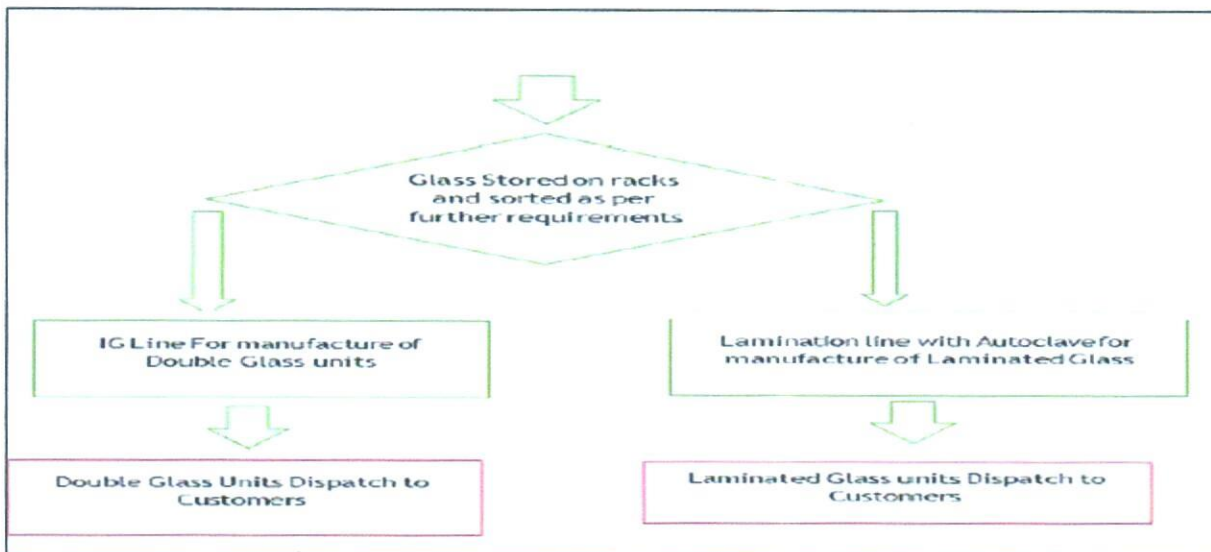 Glass Stored on racks
and sorted as per
further requirements
IG Line For manufacture of
Double Glass units
Lamination line with Autoclave for
manufacture of Laminated Glass
Double Glass Units Dispatch to
Customers
Laminated Glass units Dispatch to
Customers